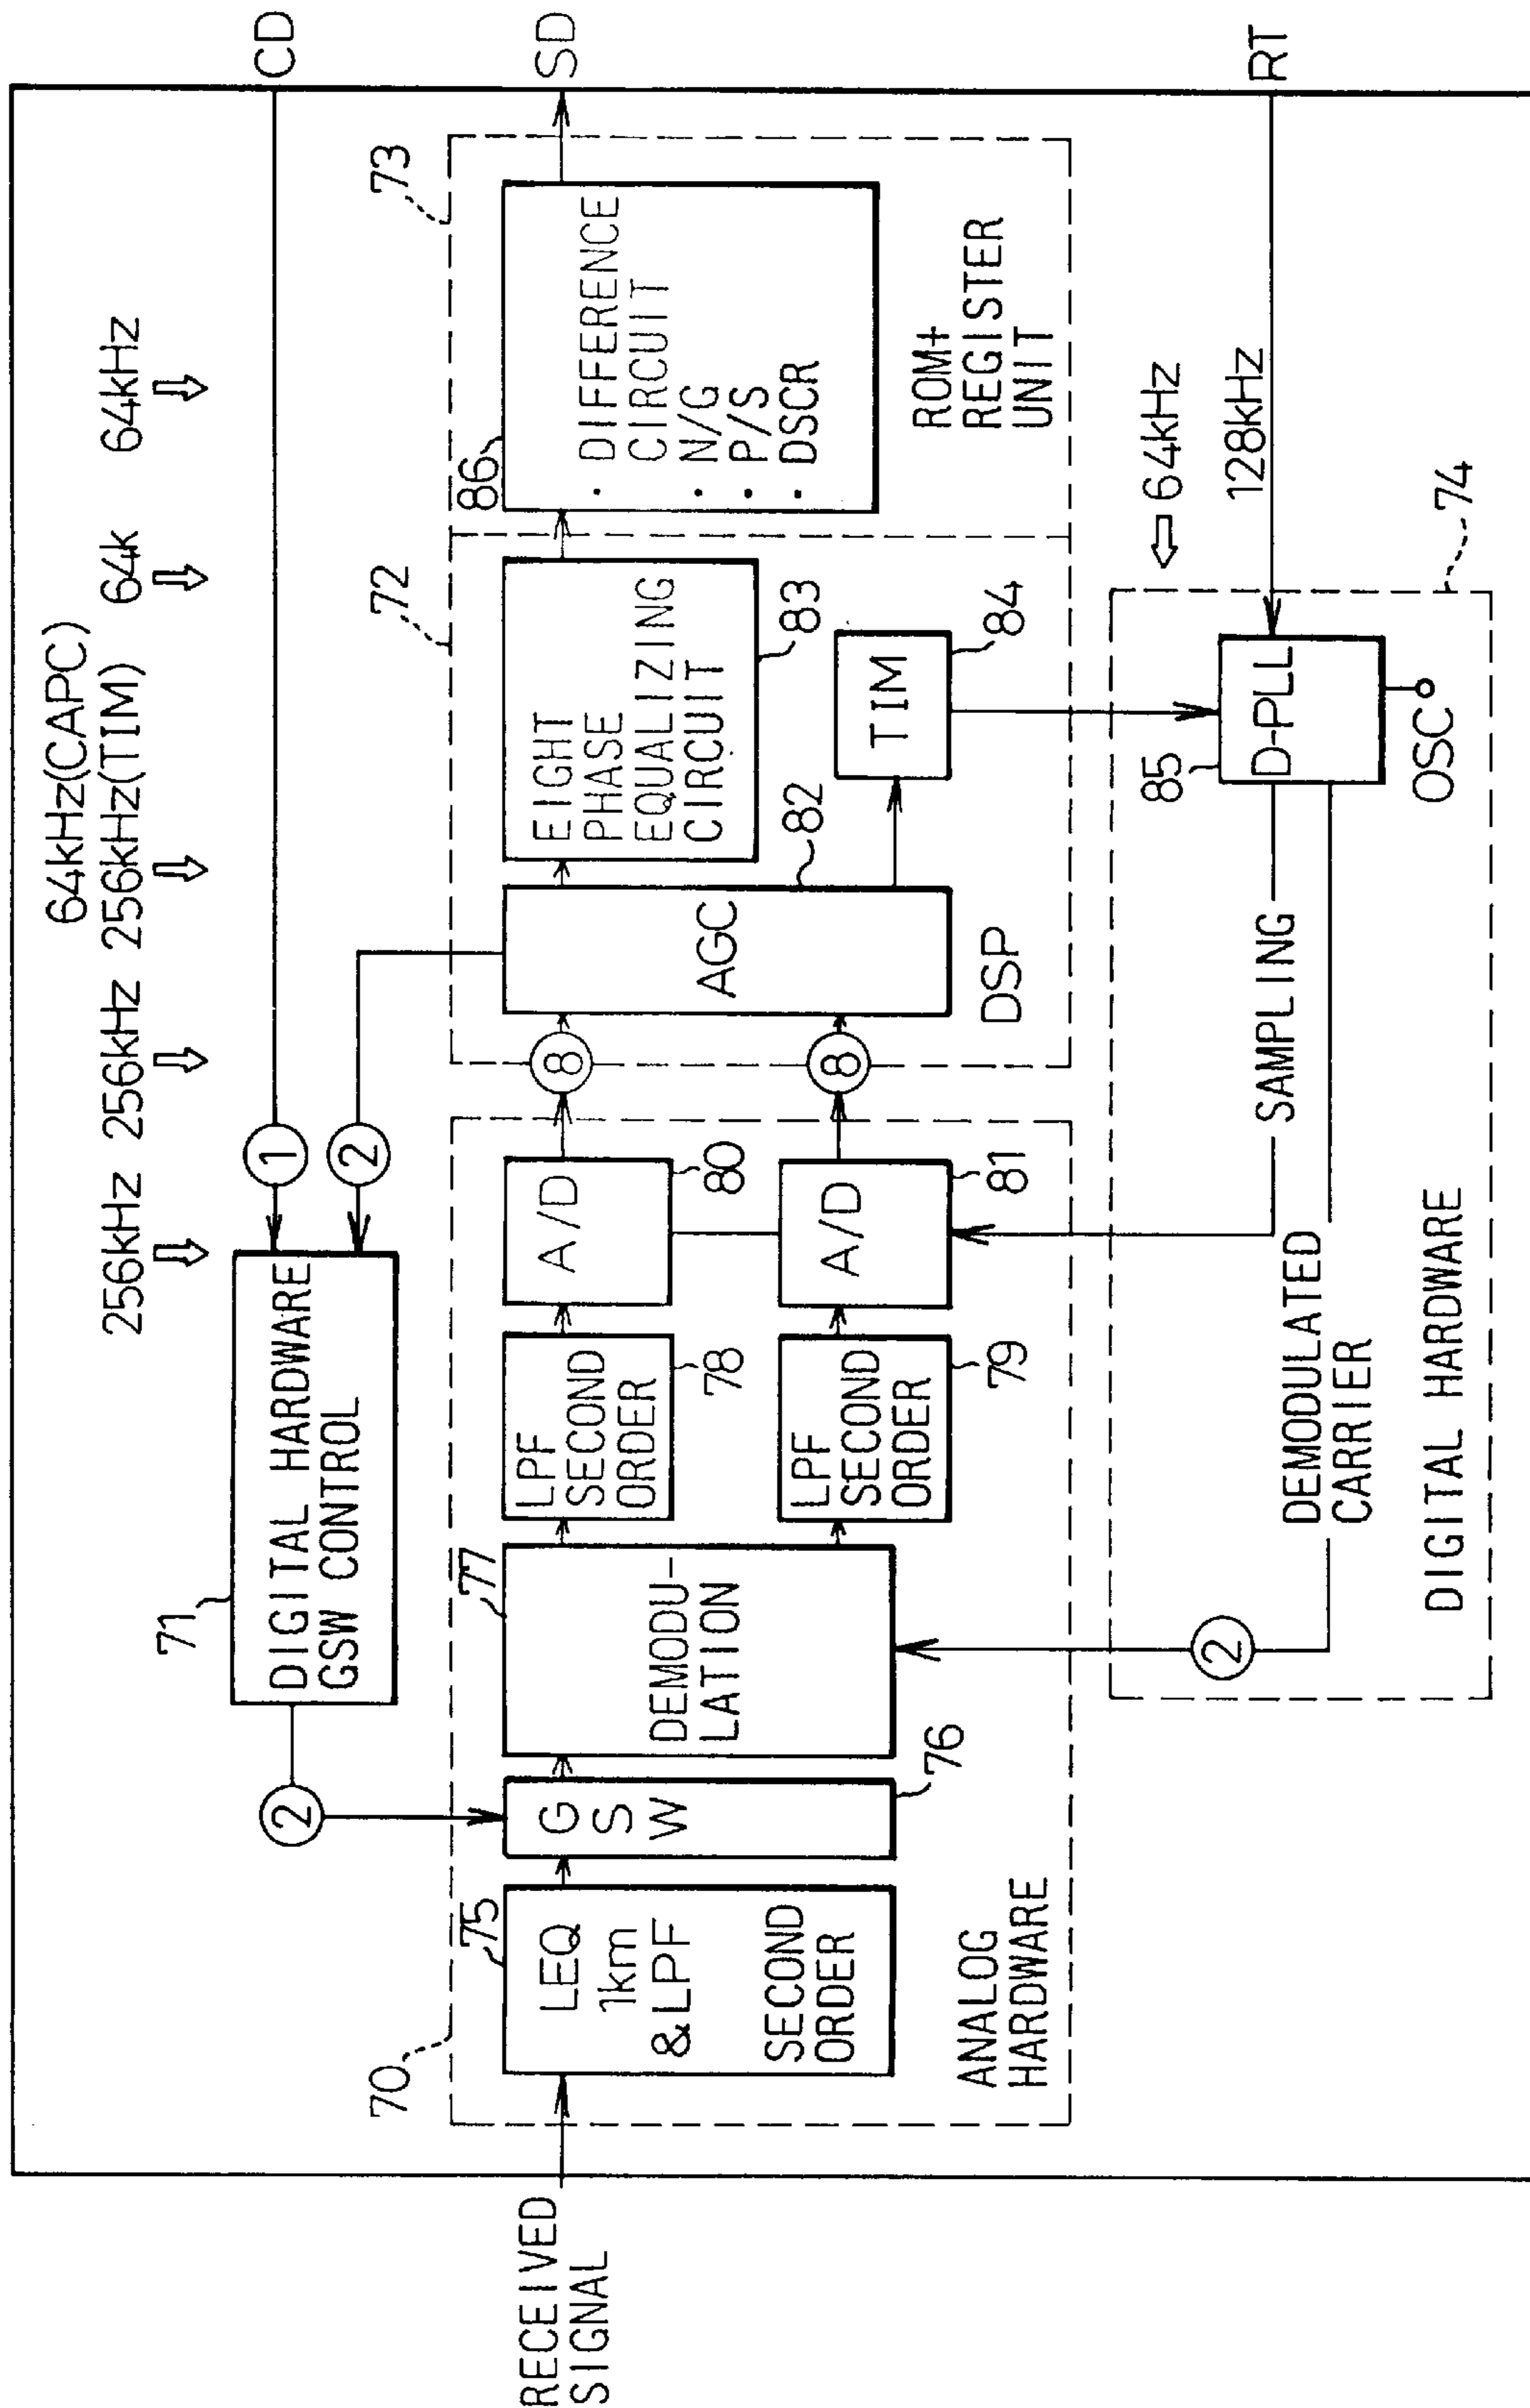 64kHz(CAPC)
256kHz 256kHz 256kHz(TIM) 64k 64kHz
CD
1
2
71
DIGITAL HARDWARE
GSW CONTROL
2
70
72
73
RECEIVED
SIGNAL
75
LEQ
1km
&LPF
SECOND
ORDER
G
S
W
76
77
DEMODU-
LATION
LPF
SECOND
ORDER
78
LPF
SECOND
ORDER
79
A/D
80
A/D
81
8
8
AGC
82
EIGHT
PHASE
EQUALIZING
CIRCUIT
83
TIM
84
86
· DIFFERENCE
CIRCUIT
· N/G
· P/S
· DSCR
SD
ANALOG
HARDWARE
DSP
ROM+
REGISTER
UNIT
64kHz
128kHz
RT
74
85
D-PLL
OSC
SAMPLING
DEMODULATED
CARRIER
2
DIGITAL HARDWARE